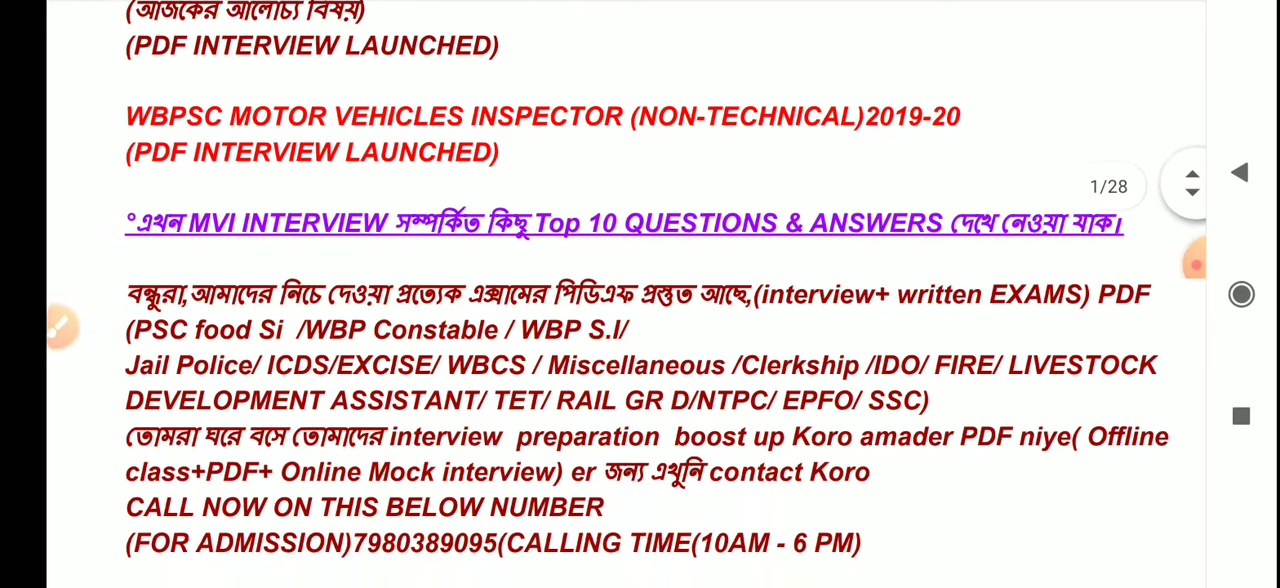 (আজকের আলোচ্য বিষয়)
(PDF INTERVIEW LAUNCHED)
WBPSC MOTOR VEHICLES INSPECTOR (NON-TECHNICAL)2019-20
(PDF INTERVIEW LAUNCHED)
1/28
°এখন MVI INTERVIEW সম্পর্কিত কিছু Top 10 QUESTIONS & ANSWERS দেখে নেওয়া যাক।
বন্ধুরা,আমাদের নিচে দেওয়া প্রত্যেক এক্সামের পিডিএফ প্রস্তুত আছে,(interview+ written EXAMS) PDF
(PSC food Si /WBP Constable / WBP S.I/
Jail Police/ ICDS/EXCISE/ WBCS / Miscellaneous /Clerkship /IDO/ FIRE/ LIVESTOCK
DEVELOPMENT ASSISTANT/ TET/ RAIL GR D/NTPC/ EPFO/ SSC)
তোমরা ঘরে বসে তোমাদের interview preparation boost up Koro amader PDF niye( Offline
class+PDF+ Online Mock interview) er জন্য এখুনি contact Koro
CALL NOW ON THIS BELOW NUMBER
(FOR ADMISSION)7980389095(CALLING TIME(10AM - 6 PM)